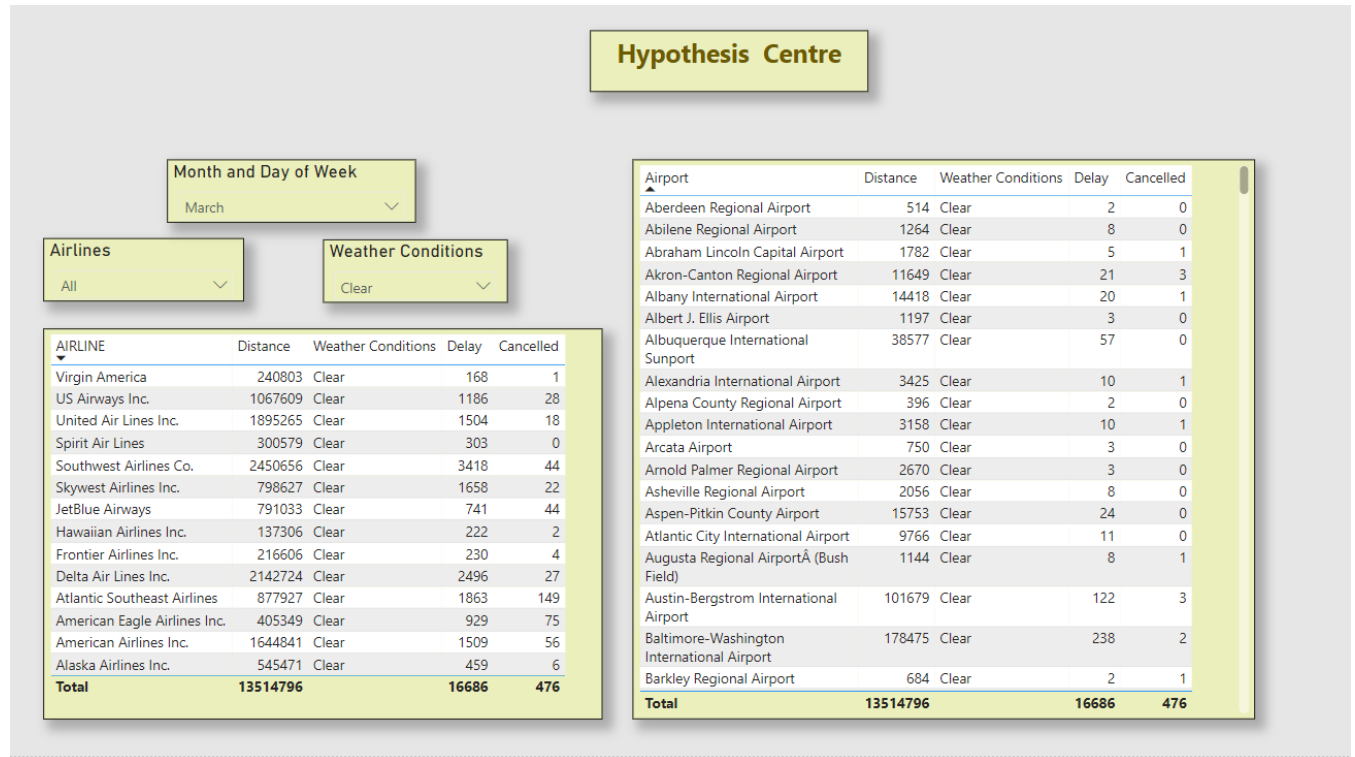 Hypothesis Centre
Month and Day of Week
March
Airlines
All
Weather Conditions
Clear
AIRLINE Distance Weather Conditions Delay Cancelled
Virgin America 240803 Clear 168 1
US Airways Inc. 1067609 Clear 1186 28
United Air Lines Inc. 1895265 Clear 1504 18
Spirit Air Lines 300579 Clear 303 0
Southwest Airlines Co. 2450656 Clear 3418 44
Skywest Airlines Inc. 798627 Clear 1658 22
JetBlue Airways 791033 Clear 741 44
Hawaiian Airlines Inc. 137306 Clear 222 2
Frontier Airlines Inc. 216606 Clear 230 4
Delta Air Lines Inc. 2142724 Clear 2496 27
Atlantic Southeast Airlines 877927 Clear 1863 149
American Eagle Airlines Inc. 405349 Clear 929 75
American Airlines Inc. 1644841 Clear 1509 56
Alaska Airlines Inc. 545471 Clear 459 6
Total 13514796 16686 476
Airport Distance Weather Conditions Delay Cancelled
Aberdeen Regional Airport 514 Clear 2 0
Abilene Regional Airport 1264 Clear 8 0
Abraham Lincoln Capital Airport 1782 Clear 5 1
Akron-Canton Regional Airport 11649 Clear 21 3
Albany International Airport 14418 Clear 20 1
Albert J. Ellis Airport 1197 Clear 3 0
Albuquerque International 38577 Clear 57 0
Sunport
Alexandria International Airport 3425 Clear 10 1
Alpena County Regional Airport 396 Clear 2 0
Appleton International Airport 3158 Clear 10 1
Arcata Airport 750 Clear 3 0
Arnold Palmer Regional Airport 2670 Clear 3 0
Asheville Regional Airport 2056 Clear 8 0
Aspen-Pitkin County Airport 15753 Clear 24 0
Atlantic City International Airport 9766 Clear 11 0
Augusta Regional AirportÂ (Bush 1144 Clear 8 1
Field)
Austin-Bergstrom International 101679 Clear 122 3
Airport
Baltimore-Washington 178475 Clear 238 2
International Airport
Barkley Regional Airport 684 Clear 2 1
Total 13514796 16686 476